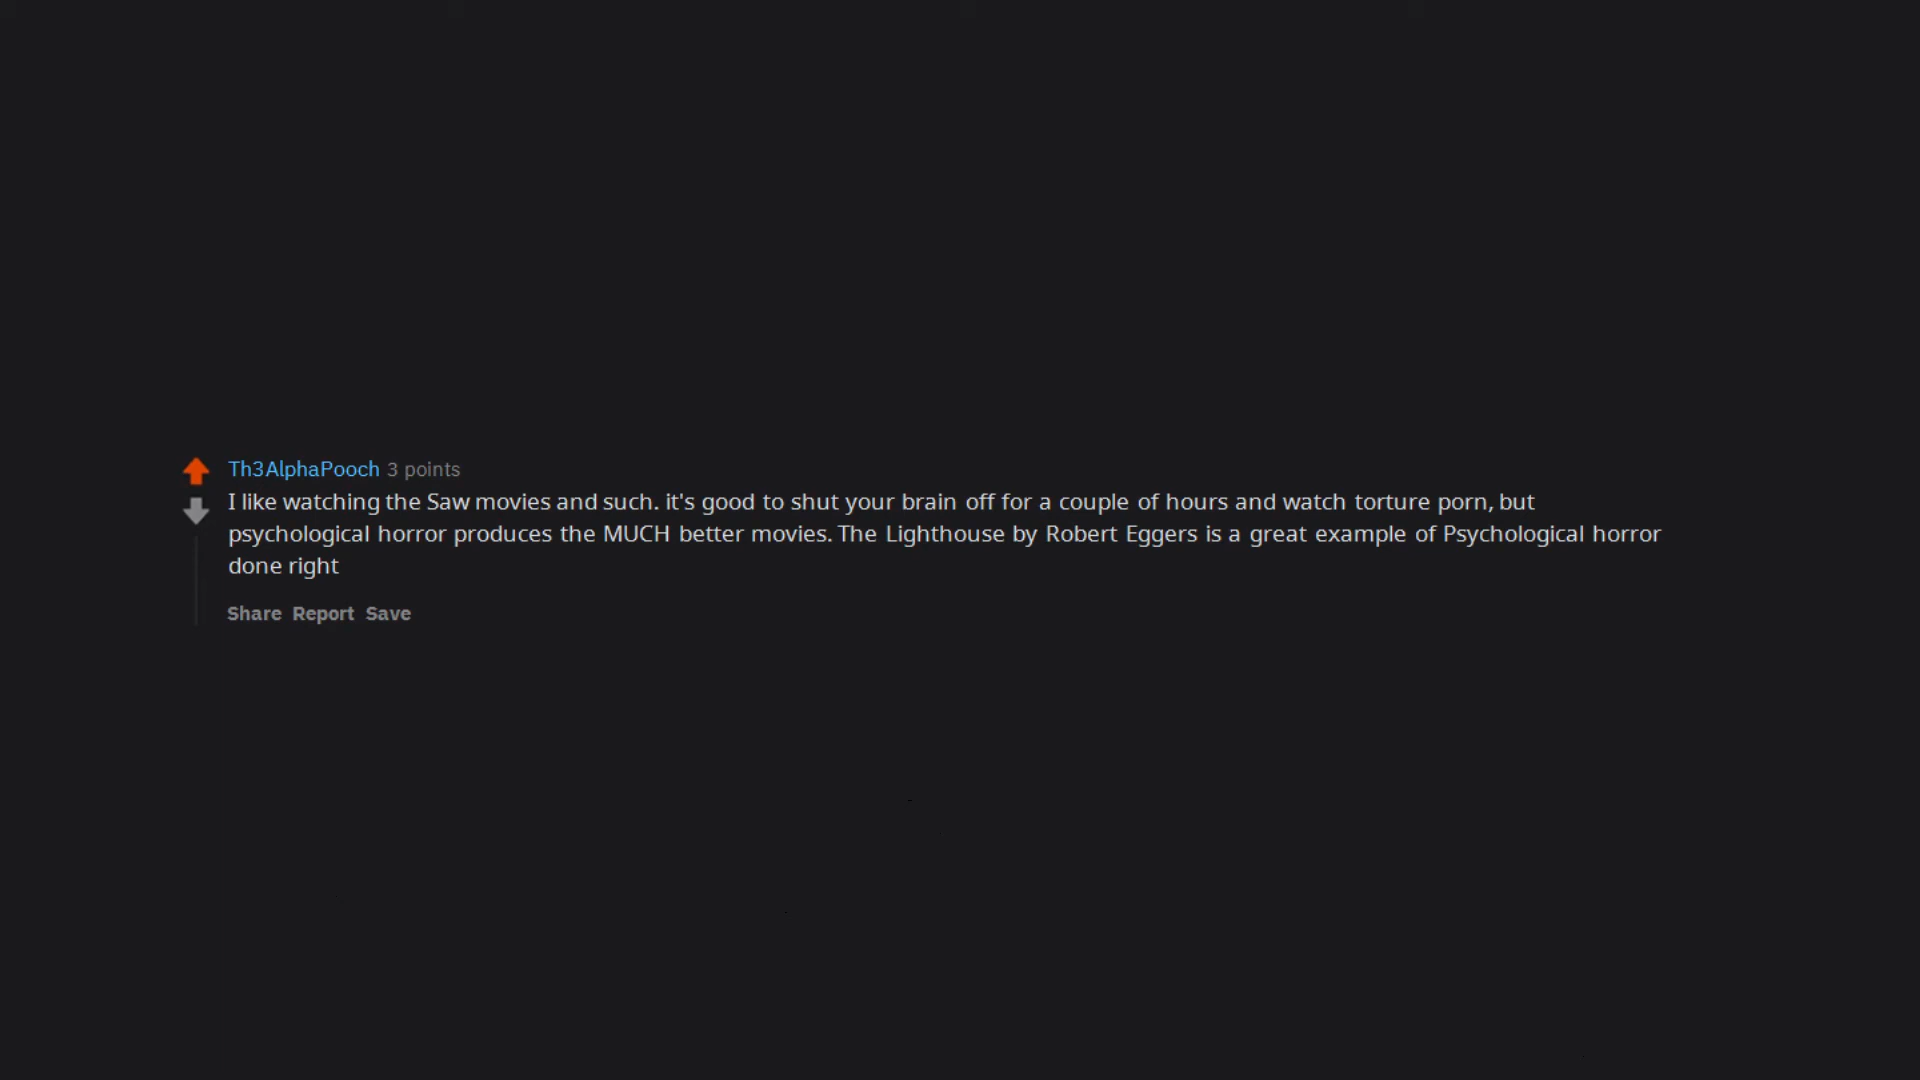 Th3AlphaPooch 3 points
I like watching the Saw movies and such. it's good to shut your brain off for a couple of hours and watch torture porn, but
psychological horror produces the MUCH better movies. The Lighthouse by Robert Eggers is a great example of Psychological horror
done right
Share Report Save